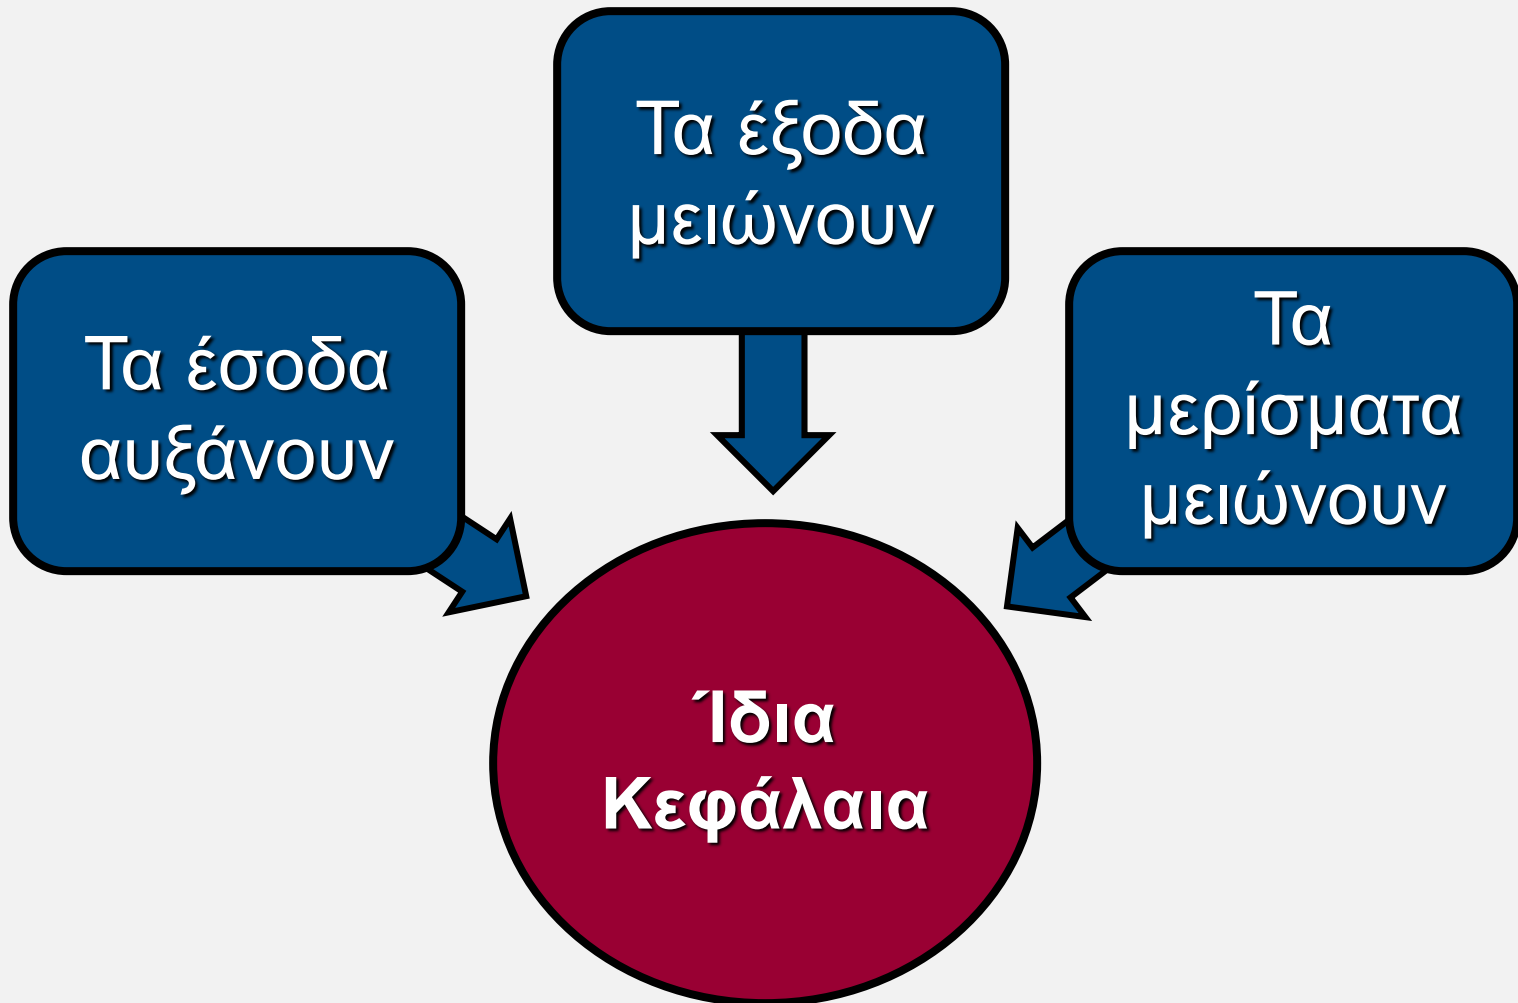 Τα έξοδα
μειώνουν
Τα έσοδα
αυξάνουν
Τα
μερίσματα
μειώνουν
Ίδια
Κεφάλαια